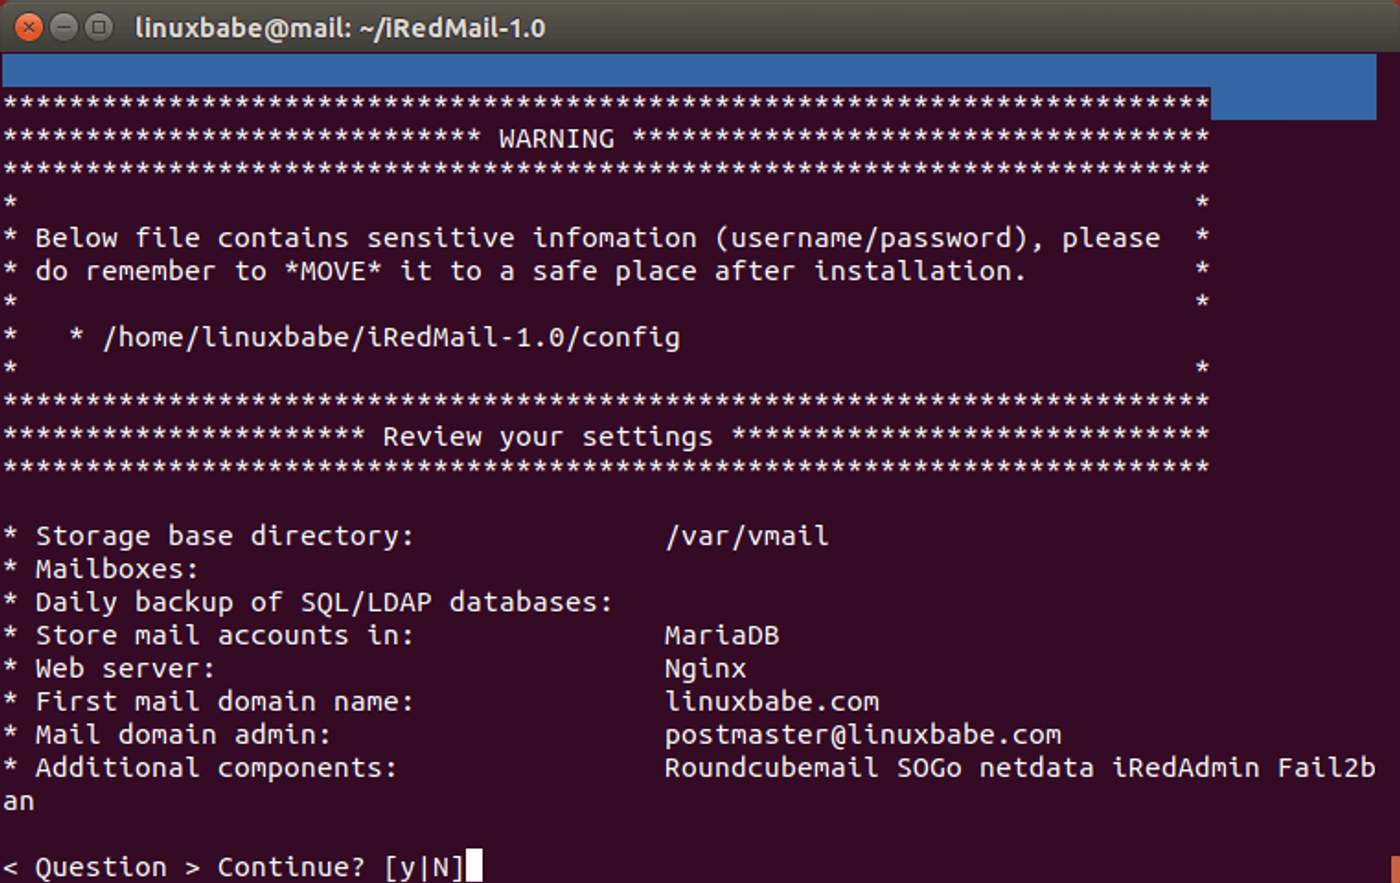 linuxbabe@mail: ~/iRedMail-1.0
*************************************************************************
***************************** WARNING ***********************************
*************************************************************************
*                                                                       *
* Below file contains sensitive infomation (username/password), please  *
* do remember to *MOVE* it to a safe place after installation.          *
*                                                                       *
*   * /home/linuxbabe/iRedMail-1.0/config
*                                                                       *
*************************************************************************
********************** Review your settings *****************************
*************************************************************************
* Storage base directory:               /var/vmail
* Mailboxes:
* Daily backup of SQL/LDAP databases:
* Store mail accounts in:               MariaDB
* Web server:                           Nginx
* First mail domain name:               linuxbabe.com
* Mail domain admin:                    postmaster@linuxbabe.com
* Additional components:                Roundcubemail SOGo netdata iRedAdmin Fail2b
an
< Question > Continue? [y|N]